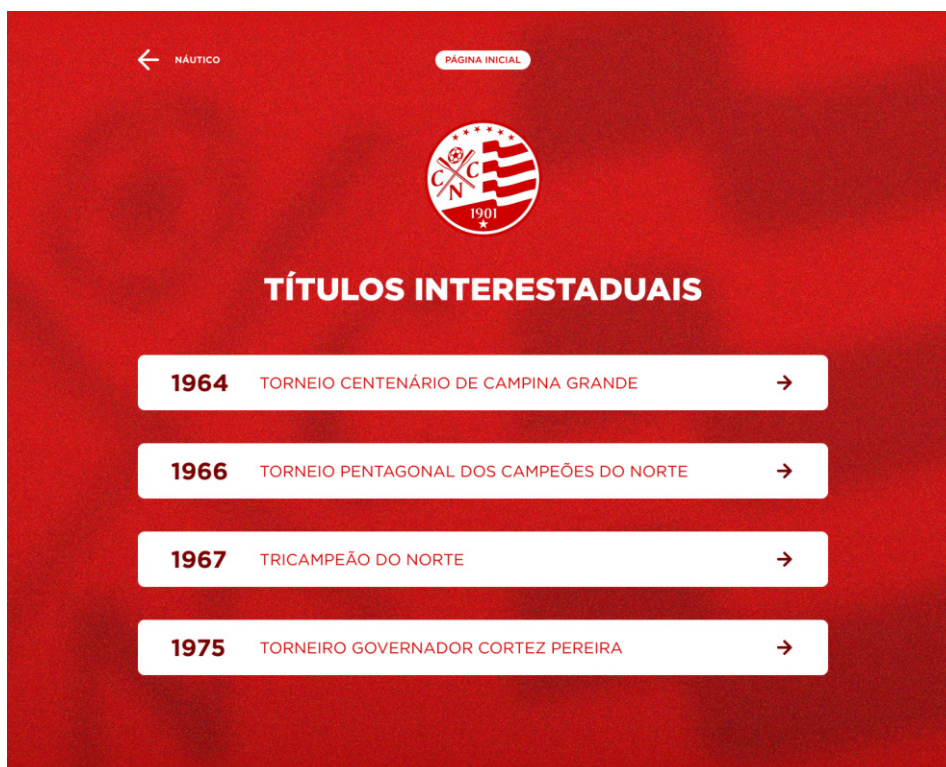 NÁUTICO
PÁGINA INICIAL
C C
N
1901
TÍTULOS INTERESTADUAIS
1964 TORNEIO CENTENÁRIO DE CAMPINA GRANDE
1966 TORNEIO PENTAGONAL DOS CAMPEÕES DO NORTE
1967 TRICAMPEÃO DO NORTE
1975 TORNEIRO GOVERNADOR CORTEZ PEREIRA